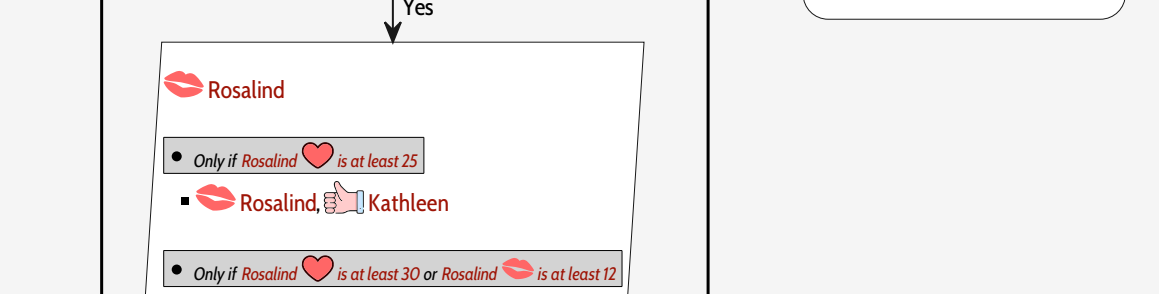 Yes
Rosalind
Only if Rosalind is at least 25
Rosalind, Kathleen
Only if Rosalind is at least 30 or Rosalind is at least 12